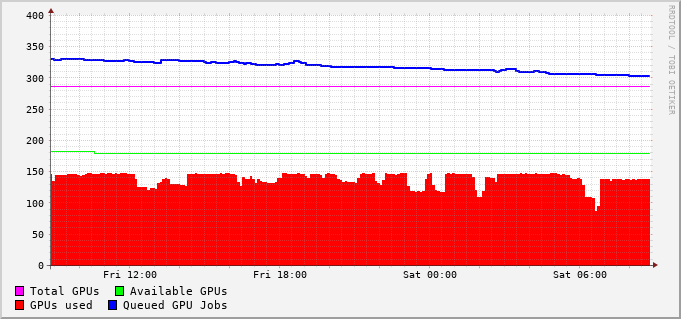 400
350
300
250
200
150
100
50
0
Fri 12:00 Fri 18:00 Sat 00:00 Sat 06:00
Total GPUs Available GPUs
GPUs used Queued GPU Jobs
RRDTOOL / TOBI OETIKER